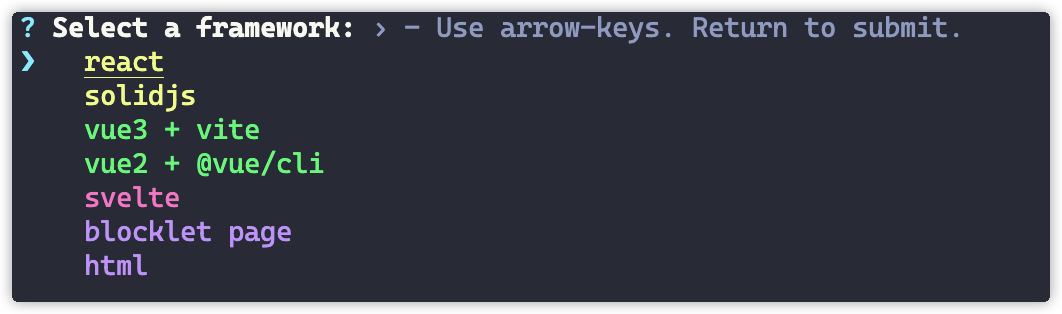 ? Select a framework: › - Use arrow-keys. Return to submit.
❯ react
solidjs
vue3 + vite
vue2 + @vue/cli
svelte
blocklet page
html